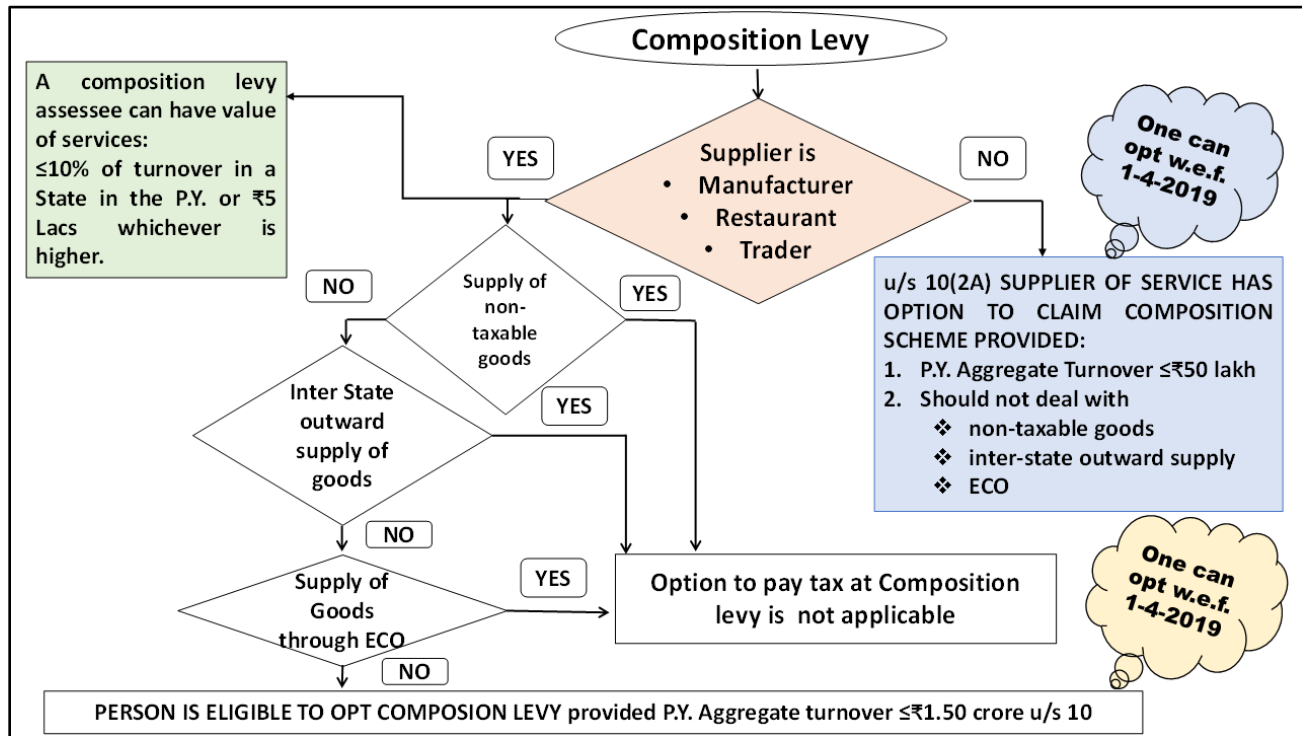 Composition Levy
A composition levy
assessee can have value
of services:
≤10% of turnover in a
State in the P.Y. or ₹5
Lacs whichever is
higher.
YES
Supplier is
• Manufacturer
• Restaurant
• Trader
NO
One can
opt w.e.f.
1-4-2019
NO
Supply of
non-
taxable
goods
YES
u/s 10(2A) SUPPLIER OF SERVICE HAS
OPTION TO CLAIM COMPOSITION
SCHEME PROVIDED:
1. P.Y. Aggregate Turnover ≤₹50 lakh
2. Should not deal with
❖ non-taxable goods
❖ inter-state outward supply
❖ ECO
Inter State
outward
supply of
goods
YES
NO
Supply of
Goods
through ECO
YES
Option to pay tax at Composition
levy is not applicable
One can
opt w.e.f.
1-4-2019
NO
PERSON IS ELIGIBLE TO OPT COMPOSION LEVY provided P.Y. Aggregate turnover ≤₹1.50 crore u/s 10